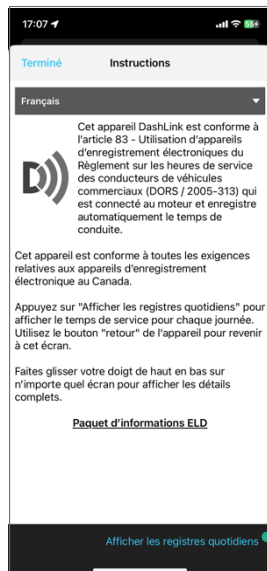 17:07
55
Terminé
Instructions
Français
Cet appareil DashLink est conforme à
l'article 83 - Utilisation d'appareils
d'enregistrement électroniques du
Règlement sur les heures de service
des conducteurs de véhicules
commerciaux (DORS / 2005-313) qui
est connecté au moteur et enregistre
automatiquement le temps de
conduite.
Cet appareil est conforme à toutes les exigences
relatives aux appareils d'enregistrement
électronique au Canada.
Appuyez sur "Afficher les registres quotidiens" pour
afficher le temps de service pour chaque journée.
Utilisez le bouton "retour" de l'appareil pour revenir
à cet écran.
Faites glisser votre doigt de haut en bas sur
n'importe quel écran pour afficher les détails
complets.
Paquet d'informations ELD
Afficher les registres quotidiens